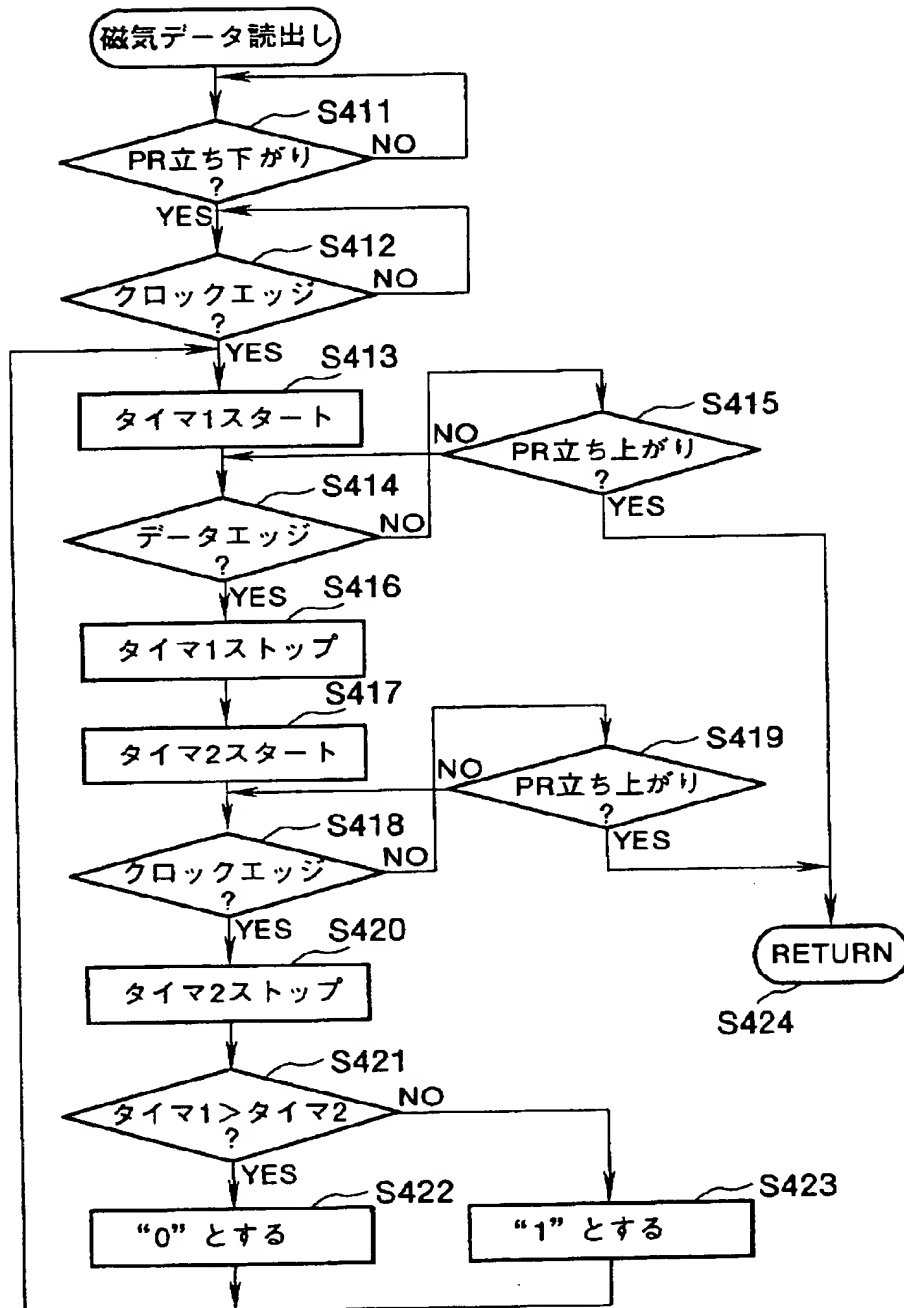 磁気データ読出し
S411
PR立ち下がり
?
NO
YES
S412
クロックエッジ
?
NO
YES
S413
タイマ1スタート
S415
PR立ち上がり
?
NO
YES
S414
データエッジ
?
NO
YES
S416
タイマ1ストップ
S417
タイマ2スタート
S419
PR立ち上がり
?
NO
YES
S418
クロックエッジ
?
NO
YES
S420
タイマ2ストップ
RETURN
S424
S421
タイマ1>タイマ2
?
NO
YES
S422
“0” とする
S423
“1” とする